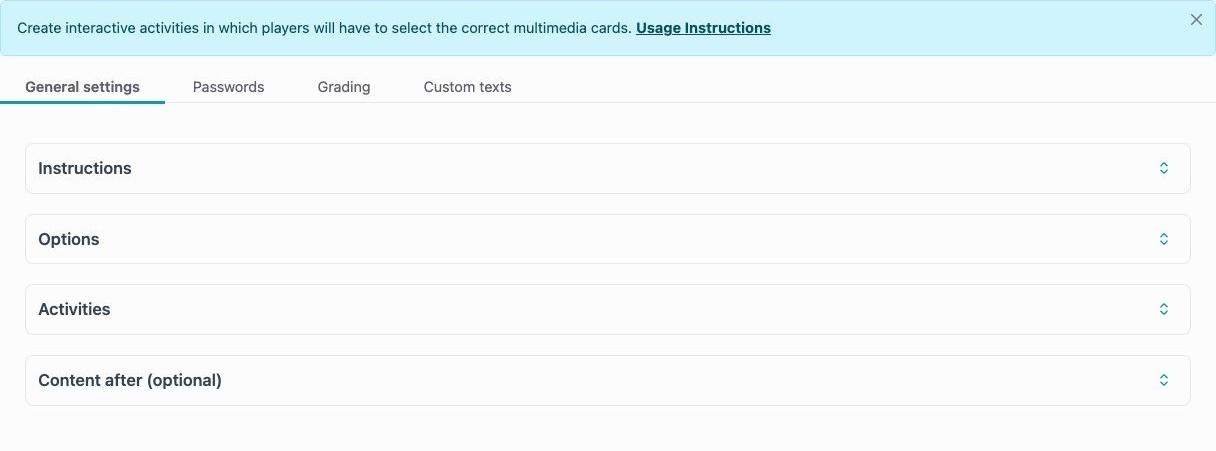 Create interactive activities in which players will have to select the correct multimedia cards. Usage Instructions
General settings Passwords Grading Custom texts
Instructions
Options
Activities
Content after (optional)